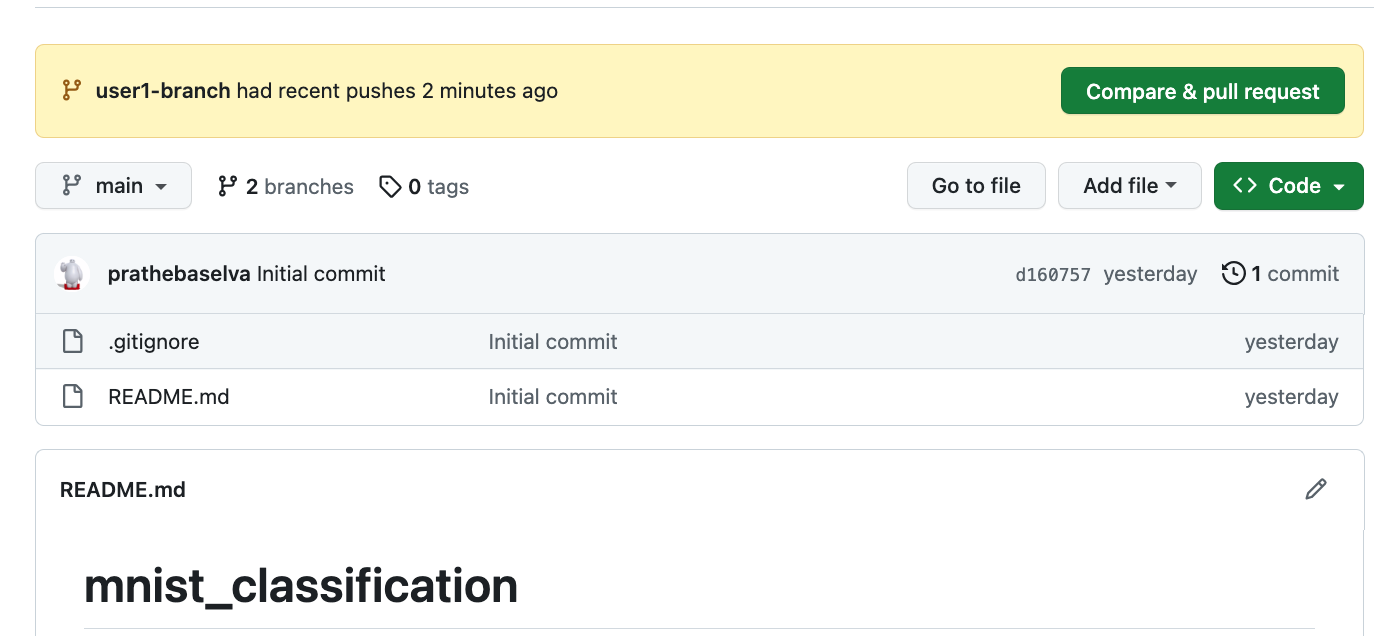 user1-branch had recent pushes 2 minutes ago
Compare & pull request
main 2 branches 0 tags
Go to file Add file Code
prathebaselva Initial commit d160757 yesterday 1 commit
.gitignore Initial commit yesterday
README.md Initial commit yesterday
README.md
mnist_classification